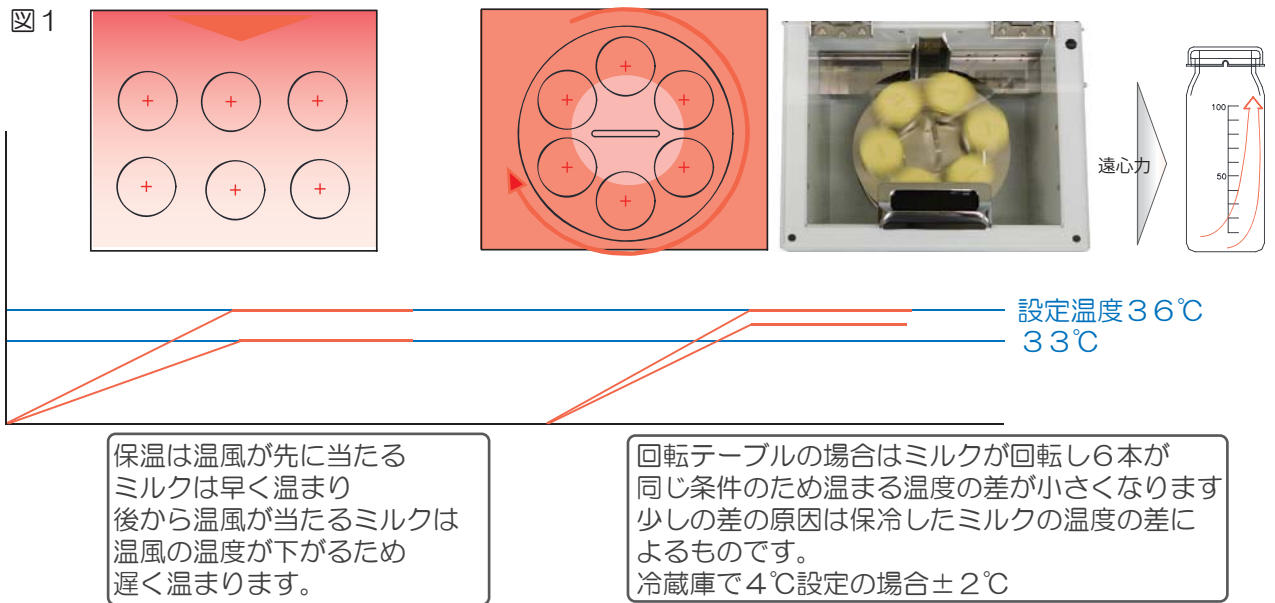 図1
遠心力
100
50
設定温度36℃
33℃
保温は温風が先に当たる
ミルクは早く温まり
後から温風が当たるミルクは
温風の温度が下がるため
遅く温まります。
回転テーブルの場合はミルクが回転し6本が
同じ条件のため温まる温度の差が小さくなります
少しの差の原因は保冷したミルクの温度の差に
よるものです。
冷蔵庫で4℃設定の場合±2℃